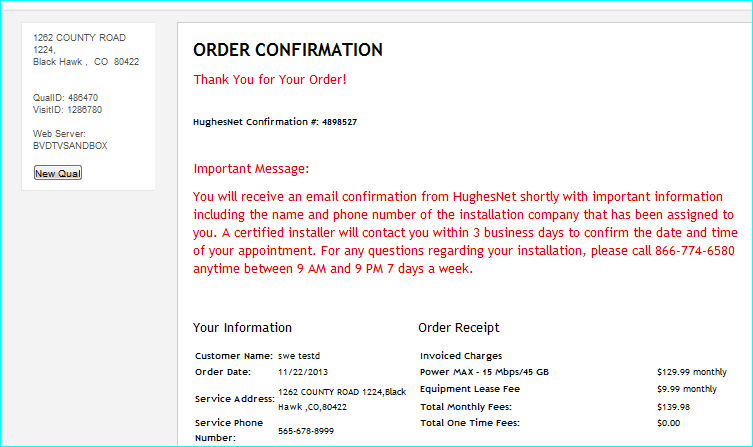 1262 COUNTY ROAD
1224,
Black Hawk , CO 80422
QualID: 486470
VisitID: 1286780
Web Server:
BVDTVSANDBOX
New Qual
ORDER CONFIRMATION
Thank You for Your Order!
HughesNet Confirmation #: 4898527
Important Message:
You will receive an email confirmation from HughesNet shortly with important information
including the name and phone number of the installation company that has been assigned to
you. A certified installer will contact you within 3 business days to confirm the date and time
of your appointment. For any questions regarding your installation, please call 866-774-6580
anytime between 9 AM and 9 PM 7 days a week.
Your Information
Customer Name: swe testd
Order Date: 11/22/2013
Service Address: 1262 COUNTY ROAD 1224,Black
Hawk ,CO,80422
Service Phone
Number: 565-678-8999
Order Receipt
Invoiced Charges
Power MAX - 15 Mbps/45 GB $129.99 monthly
Equipment Lease Fee $9.99 monthly
Total Monthly Fees: $139.98
Total One Time Fees: $0.00